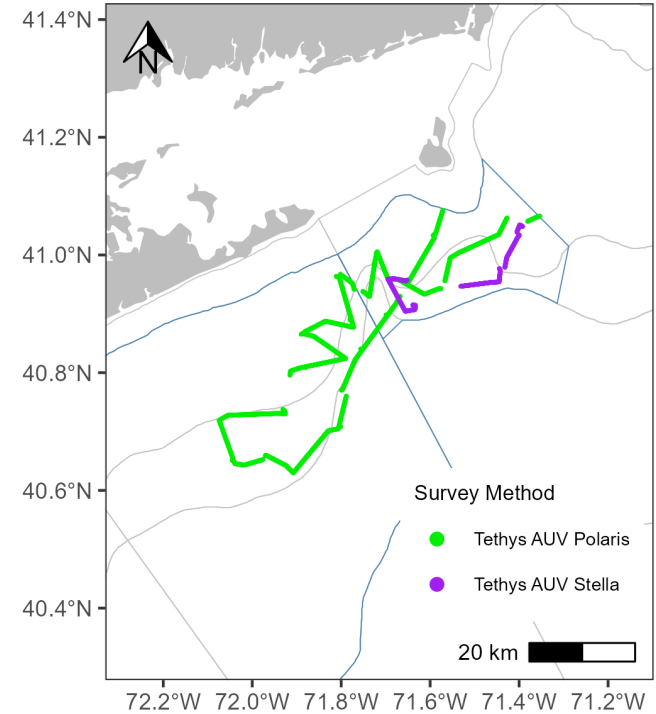 41.4°N
N
41.2°N
41.0°N
40.8°N
40.6°N
Survey Method
Tethys AUV Polaris
Tethys AUV Stella
40.4°N
20 km
72.2°W 72.0°W 71.8°W 71.6°W 71.4°W 71.2°W